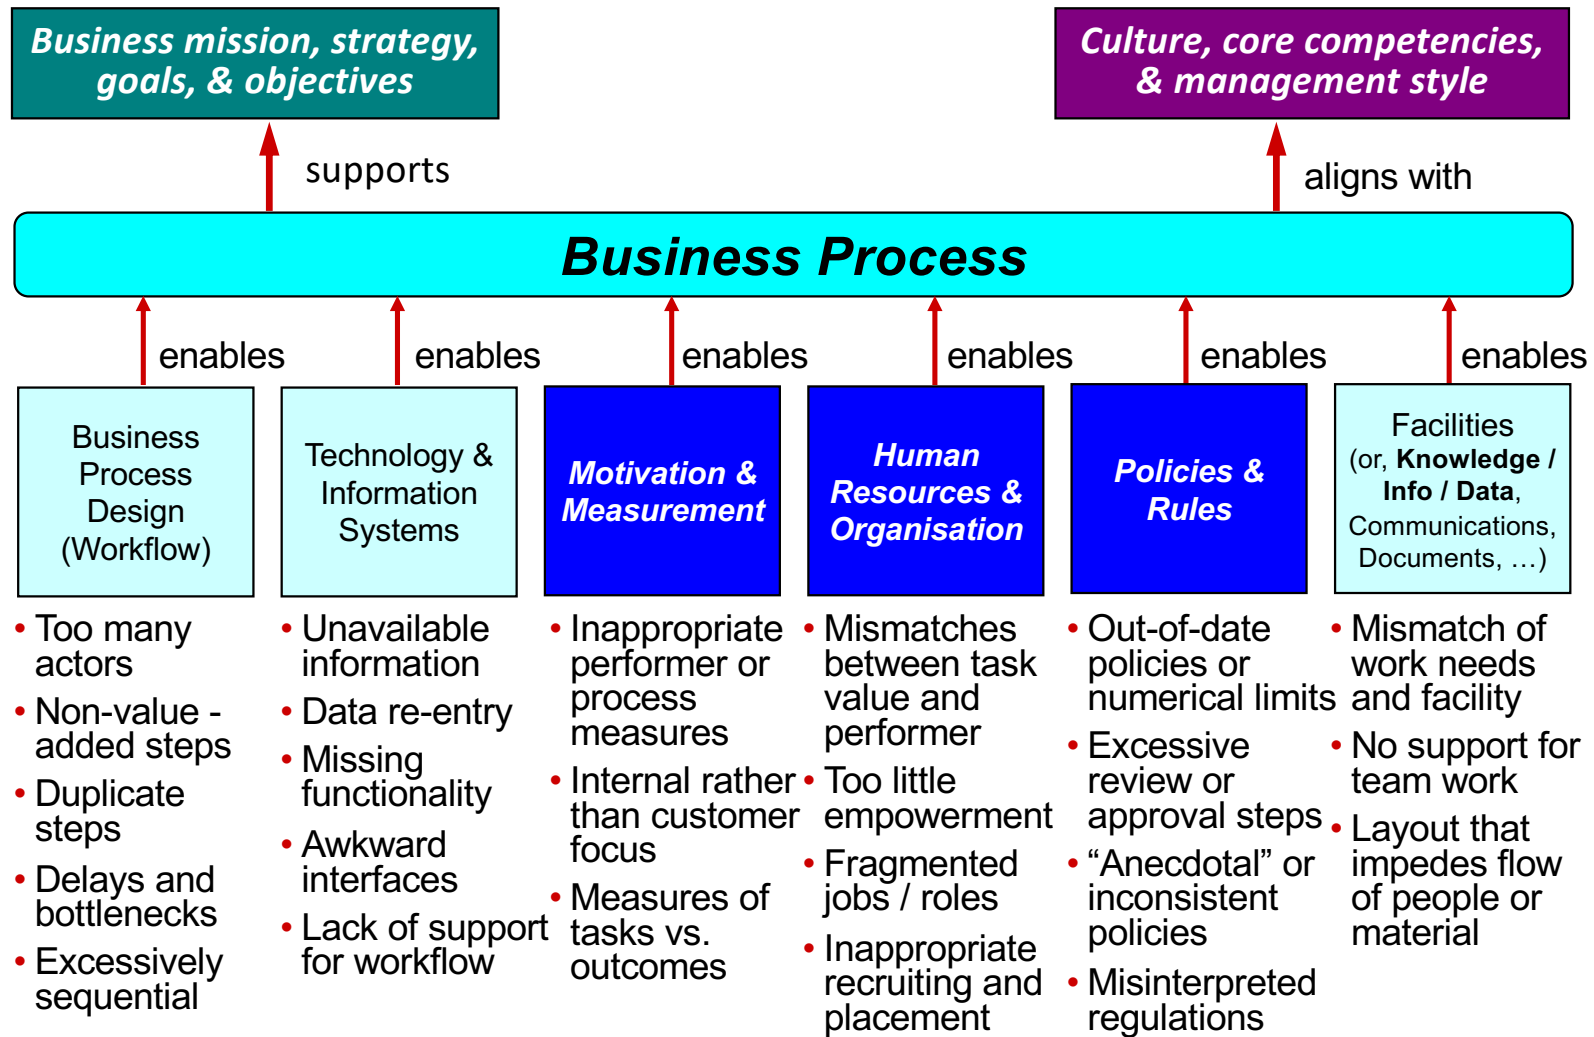 Business mission, strategy,
goals, & objectives
Culture, core competencies,
& management style
supports
aligns with
Business Process
enables
enables
enables
enables
enables
enables
Business
Process
Design
(Workflow)
Technology &
Information
Systems
Motivation &
Measurement
Human
Resources &
Organisation
Policies &
Rules
Facilities
(or, Knowledge /
Info / Data,
Communications,
Documents, …)
• Too many
actors
• Non-value -
added steps
• Duplicate
steps
• Delays and
bottlenecks
• Excessively
sequential
• Unavailable
information
• Data re-entry
• Missing
functionality
• Awkward
interfaces
• Lack of support
for workflow
• Inappropriate
performer or
process
measures
• Internal rather
than customer
focus
• Measures of
tasks vs.
outcomes
• Mismatches
between task
value and
performer
• Too little
empowerment
• Fragmented
jobs / roles
• Inappropriate
recruiting and
placement
• Out-of-date
policies or
numerical limits
• Excessive
review or
approval steps
• “Anecdotal” or
inconsistent
policies
• Misinterpreted
regulations
• Mismatch of
work needs
and facility
• No support for
team work
• Layout that
impedes flow
of people or
material